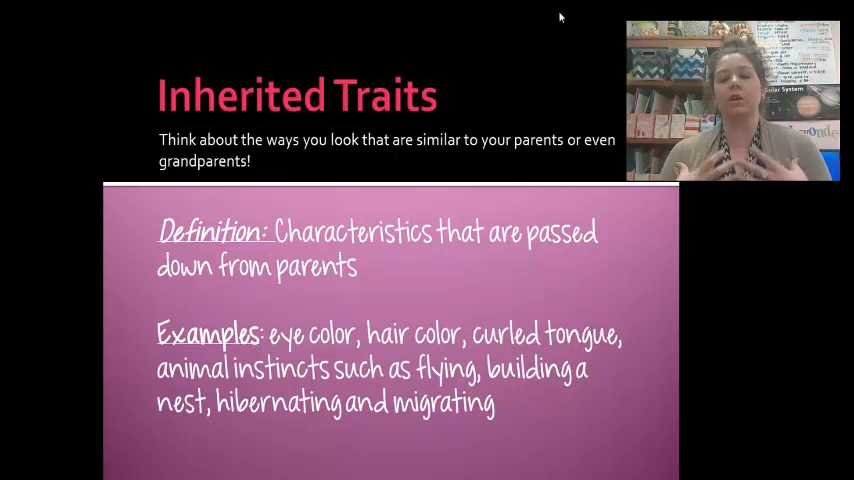 Inherited Traits
Think about the ways you look that are similar to your parents or even
grandparents!
Definition: Characteristics that are passed
down from parents
Examples: eye color, hair color, curled tongue,
animal instincts such as flying, building a
nest, hibernating and migrating
Solar System